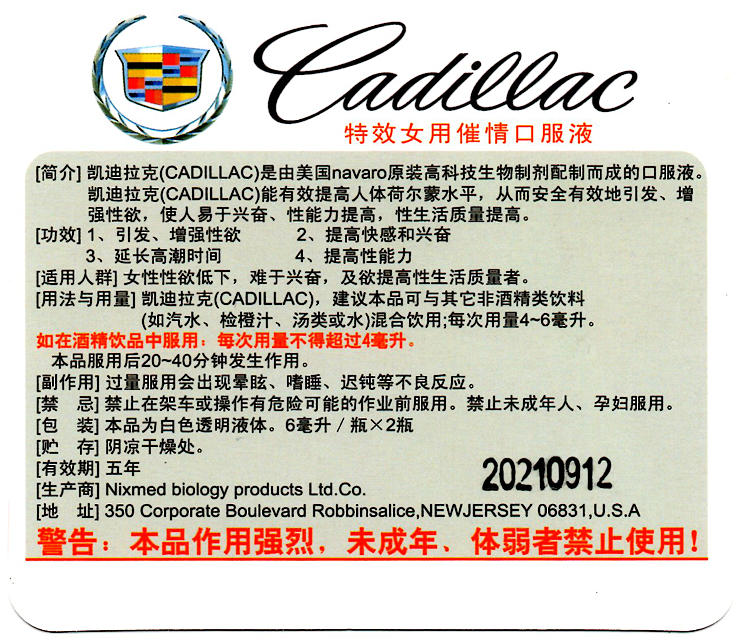 Cadillac
特效女用催情口服液
[简介] 凯迪拉克(CADILLAC)是由美国navaro原装高科技生物制剂配制而成的口服液。
凯迪拉克(CADILLAC)能有效提高人体荷尔蒙水平，从而安全有效地引发、增
强性欲，使人易于兴奋、性能力提高，性生活质量提高。
[功效] 1、引发、增强性欲 2、提高快感和兴奋
3、延长高潮时间 4、提高性能力
[适用人群] 女性性欲低下，难于兴奋，及欲提高性生活质量者。
[用法与用量] 凯迪拉克(CADILLAC)，建议本品可与其它非酒精类饮料
(如汽水、检橙汁、汤类或水)混合饮用;每次用量4~6毫升。
如在酒精饮品中服用：每次用量不得超过4毫升。
本品服用后20~40分钟发生作用。
[副作用] 过量服用会出现晕眩、嗜睡、迟钝等不良反应。
[禁 忌] 禁止在架车或操作有危险可能的作业前服用。禁止未成年人、孕妇服用。
[包 装] 本品为白色透明液体。6毫升 / 瓶×2瓶
[贮 存] 阴凉干燥处。
[有效期] 五年
20210912
[生产商] Nixmed biology products Ltd.Co.
[地 址] 350 Corporate Boulevard Robbinsalice,NEWJERSEY 06831,U.S.A
警告：本品作用强烈，未成年、体弱者禁止使用！